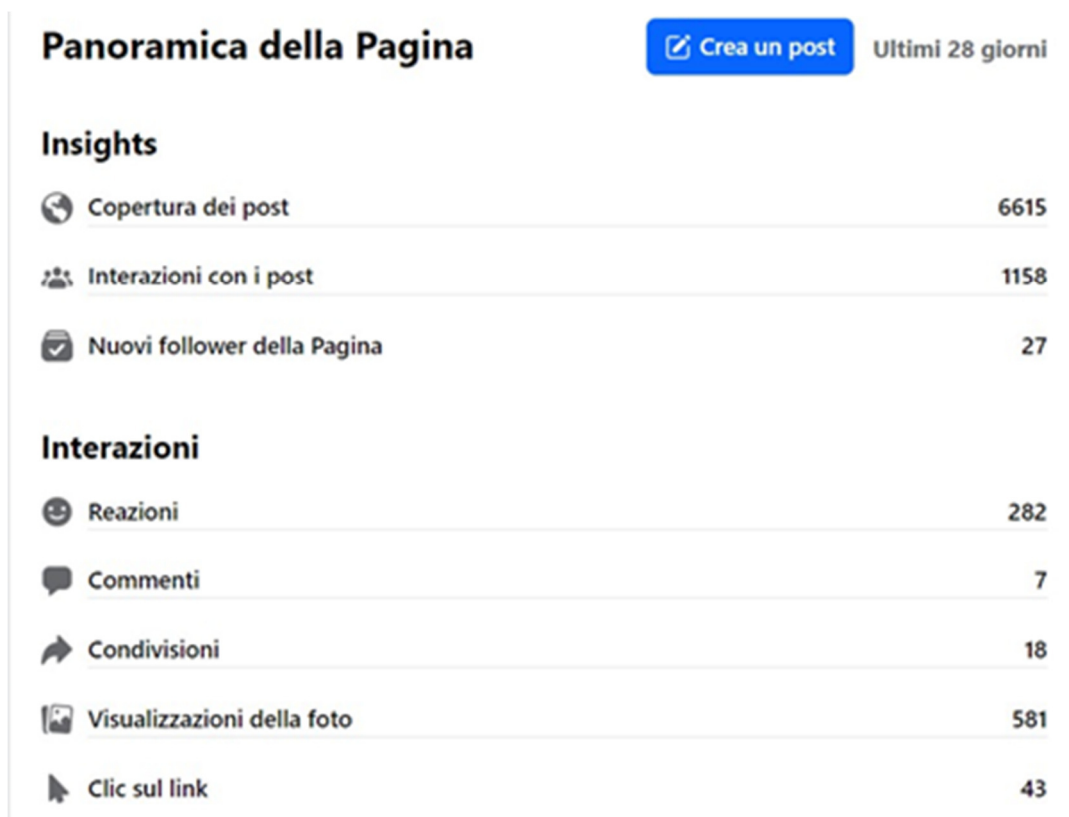 Panoramica della Pagina
Crea un post
Ultimi 28 giorni
Insights
Copertura dei post 6615
Interazioni con i post 1158
Nuovi follower della Pagina 27
Interazioni
Reazioni 282
Commenti 7
Condivisioni 18
Visualizzazioni della foto 581
Clic sul link 43